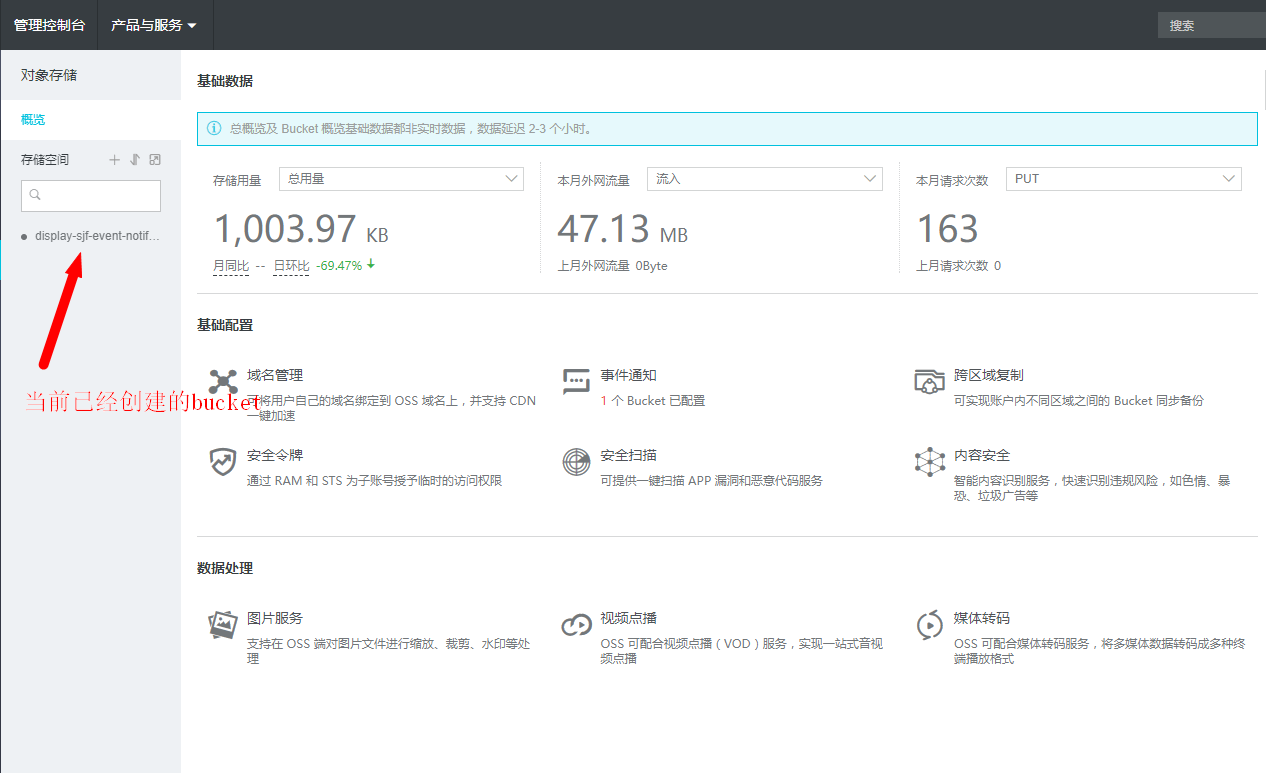 管理控制台 产品与服务 搜索
对象存储
概览
存储空间
display-sjf-event-notif...
当前已经创建的bucket
基础数据
总概览及 Bucket 概览基础数据都非实时数据，数据延迟 2-3 个小时。
存储用量 总用量
1,003.97 KB
月同比 -- 日环比 -69.47%
本月外网流量 流入
47.13 MB
上月外网流量 0Byte
本月请求次数 PUT
163
上月请求次数 0
基础配置
域名管理
可将用户自己的域名绑定到 OSS 域名上，并支持 CDN
一键加速
事件通知
1 个 Bucket 已配置
跨区域复制
可实现账户内不同区域之间的 Bucket 同步备份
安全令牌
通过 RAM 和 STS 为子账号授予临时的访问权限
安全扫描
可提供一键扫描 APP 漏洞和恶意代码服务
内容安全
智能内容识别服务，快速识别违规风险，如色情、暴
恐、垃圾广告等
数据处理
图片服务
支持在 OSS 端对图片文件进行缩放、裁剪、水印等处
理
视频点播
OSS 可配合视频点播（VOD）服务，实现一站式音视
频点播
媒体转码
OSS 可配合媒体转码服务，将多媒体数据转码成多种终
端播放格式